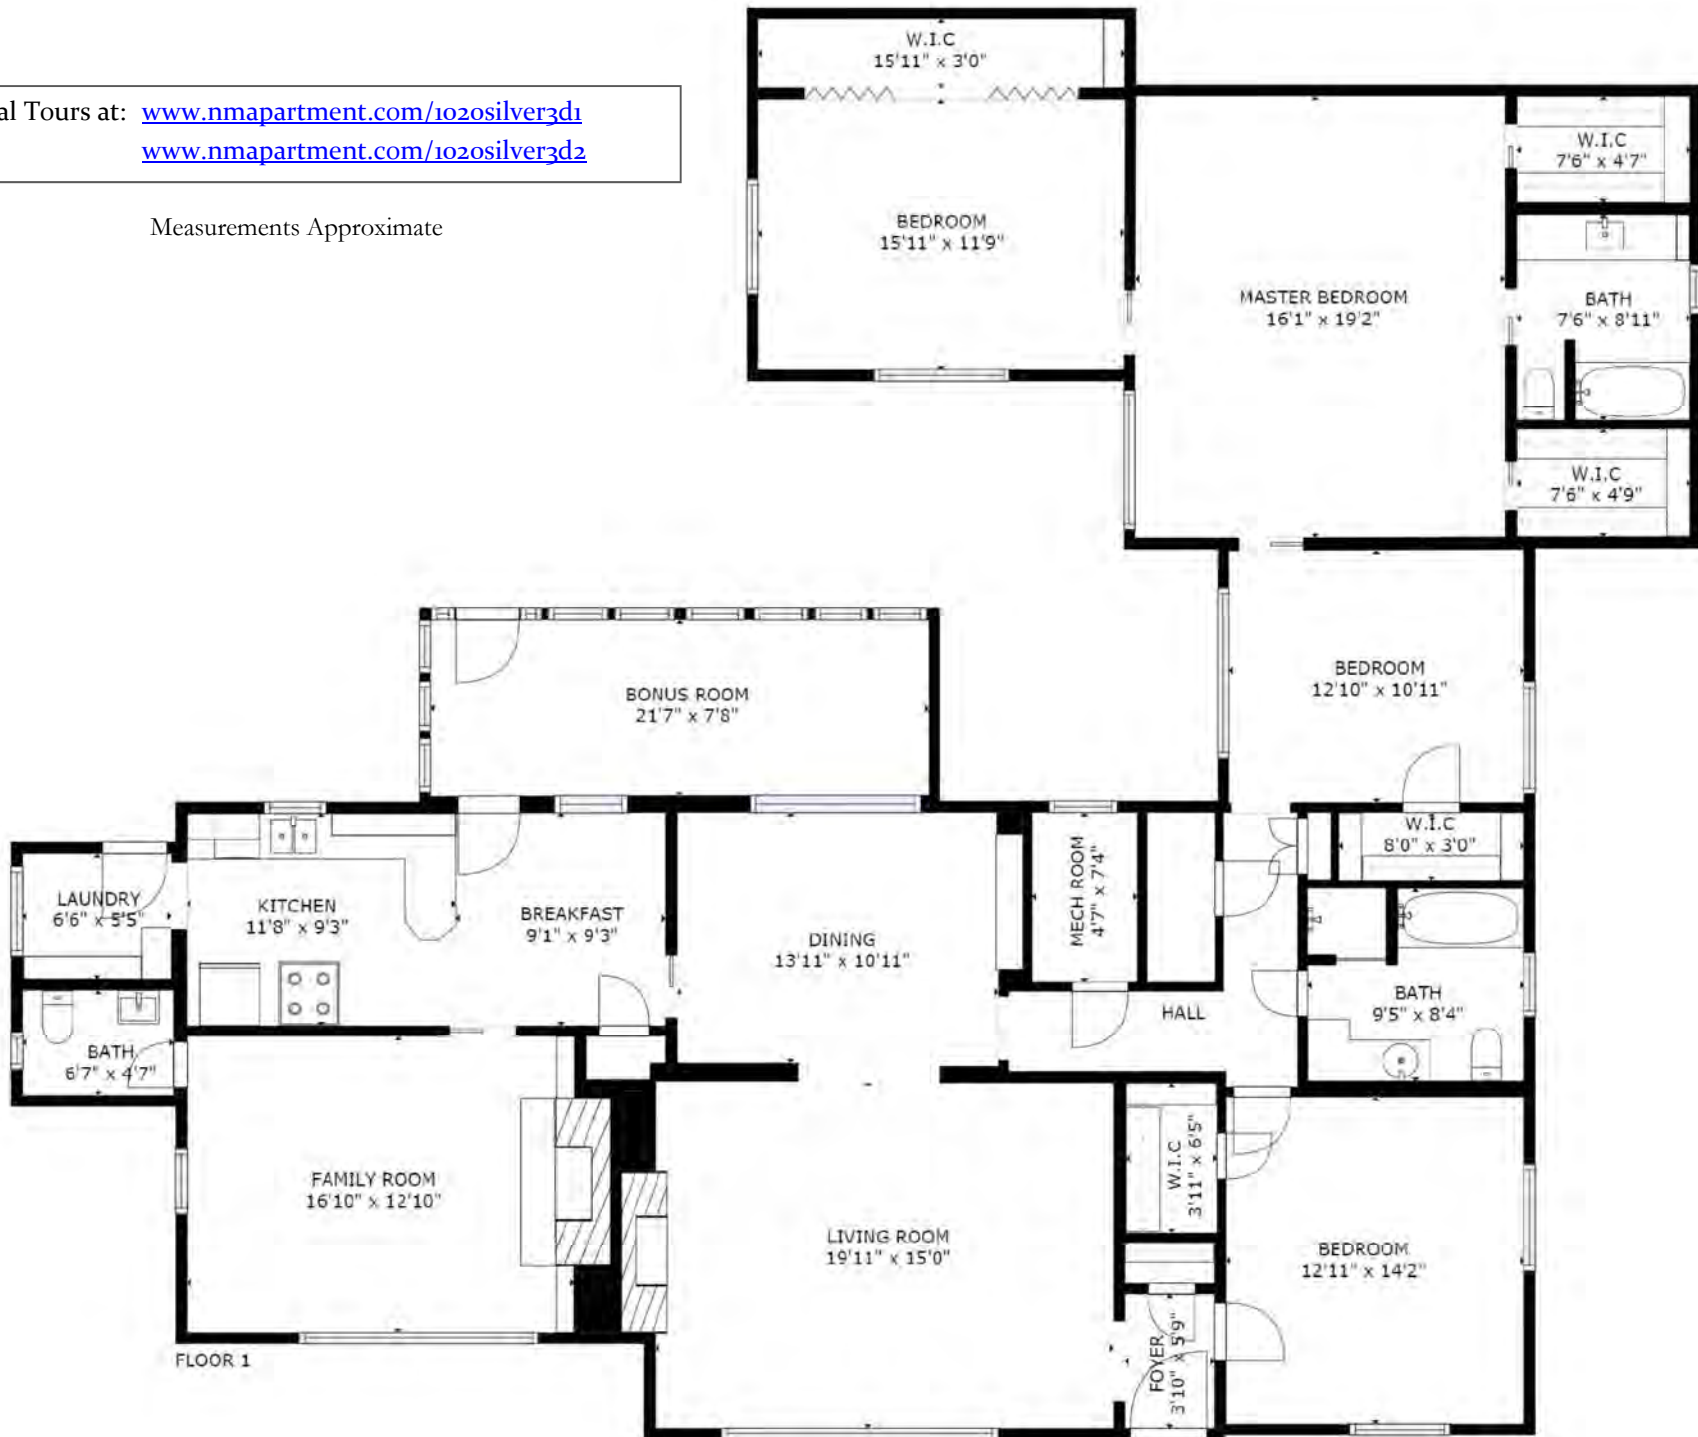 W.I.C
15'11" x 3'0"
al Tours at: www.nmapartment.com/1020silver3d1
www.nmapartment.com/1020silver3d2
Measurements Approximate
W.I.C
7'6" x 4'7"
BEDROOM
15'11" x 11'9"
MASTER BEDROOM
16'1" x 19'2"
BATH
7'6" x 8'11"
W.I.C
7'6" x 4'9"
BEDROOM
12'10" x 10'11"
BONUS ROOM
21'7" x 7'8"
W.I.C
8'0" x 3'0"
LAUNDRY
6'6" x 5'5"
KITCHEN
11'8" x 9'3"
BREAKFAST
9'1" x 9'3"
DINING
13'11" x 10'11"
MECH ROOM
4'7" x 7'4"
HALL
BATH
9'5" x 8'4"
BATH
6'7" x 4'7"
FAMILY ROOM
16'10" x 12'10"
W.I.C
3'11" x 6'5"
LIVING ROOM
19'11" x 15'0"
BEDROOM
12'11" x 14'2"
FOYER
3'10" x 5'9"
FLOOR 1